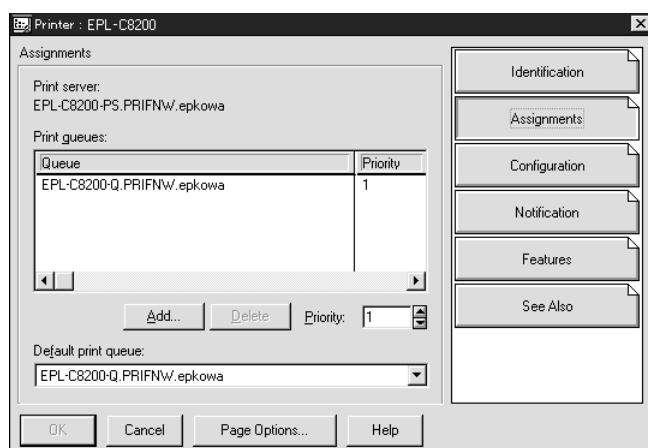 Printer : EPL-C8200
Assignments
Print server:
EPL-C8200-PS.PRIFNW.epkowa
Print queues:
Queue Priority
EPL-C8200-Q.PRIFNW.epkowa 1
Add... Delete Priority: 1
Default print queue:
EPL-C8200-Q.PRIFNW.epkowa
OK Cancel Page Options... Help
Identification
Assignments
Configuration
Notification
Features
See Also